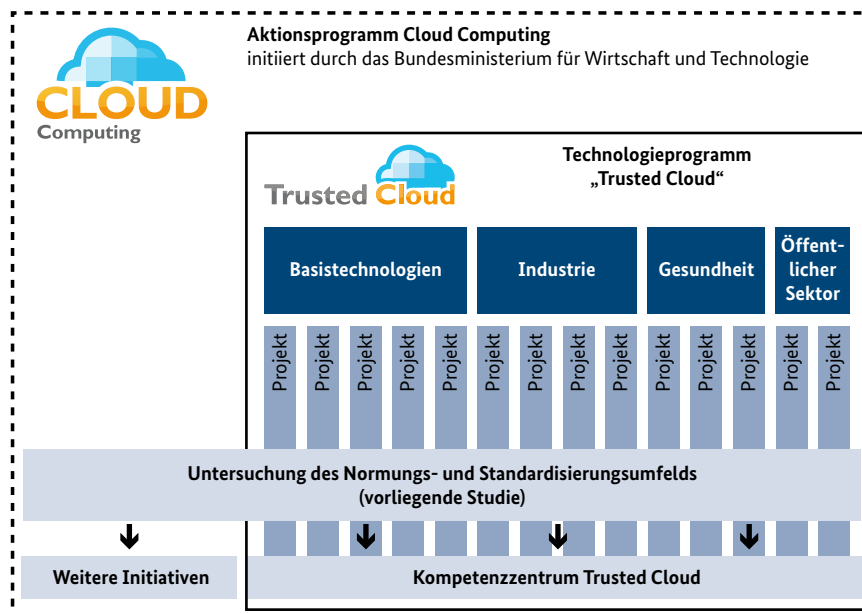 Aktionsprogramm Cloud Computing
initiiert durch das Bundesministerium für Wirtschaft und Technologie
CLOUD
Computing
Technologieprogramm
„Trusted Cloud“
Trusted Cloud
Basistechnologien
Industrie
Gesundheit
Öffent-
licher
Sektor
Projekt
Projekt
Projekt
Projekt
Projekt
Projekt
Projekt
Projekt
Projekt
Projekt
Projekt
Projekt
Projekt
Projekt
Untersuchung des Normungs- und Standardisierungsumfelds
(vorliegende Studie)
Weitere Initiativen
Kompetenzzentrum Trusted Cloud